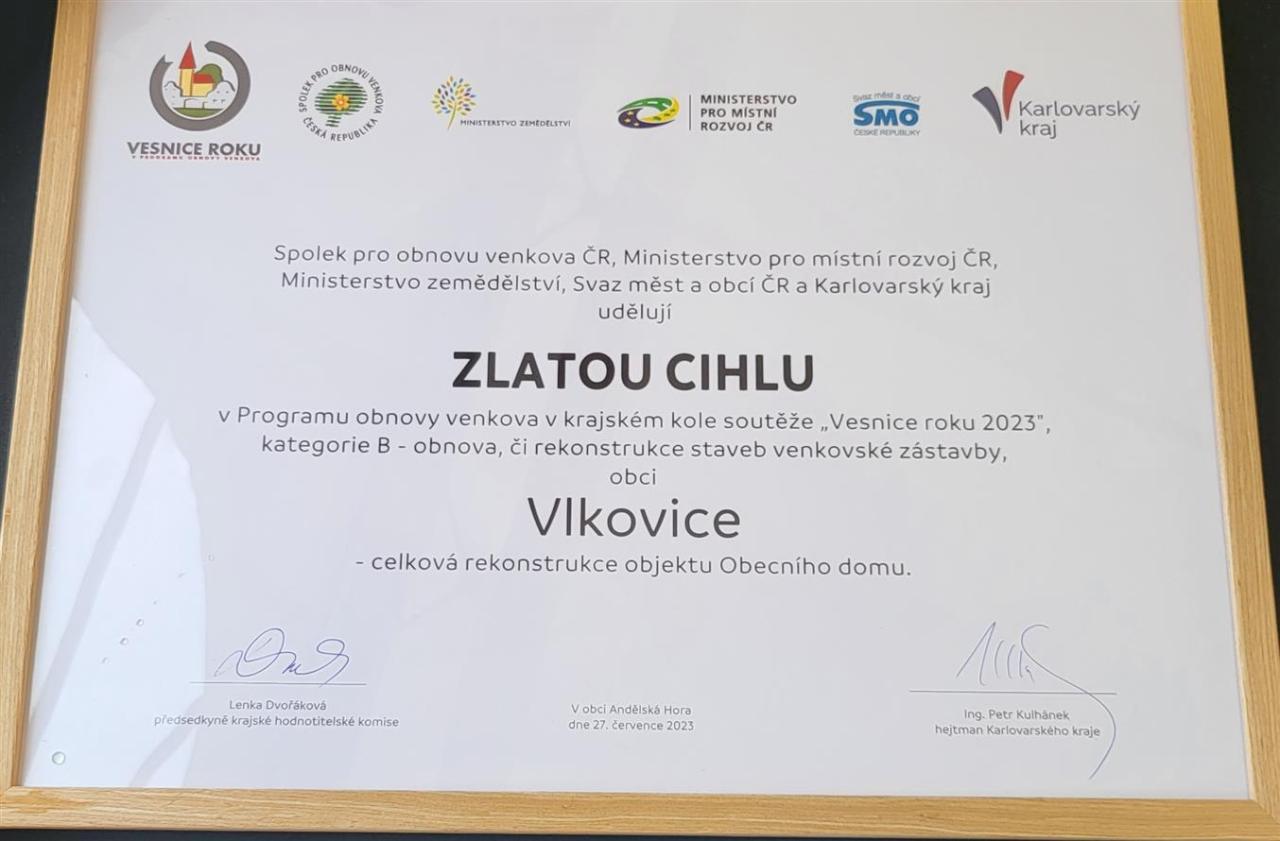 VESNICE ROKU
V PROGRAMU OBNOVY VENKOVA
SPOLEK PRO OBNOVU VENKOVA
ČESKÁ REPUBLIKA
MINISTERSTVO ZEMĚDĚLSTVÍ
MINISTERSTVO
PRO MÍSTNÍ
ROZVOJ ČR
Svaz měst a obcí
SMO
ČESKÉ REPUBLIKY
Karlovarský
kraj
Spolek pro obnovu venkova ČR, Ministerstvo pro místní rozvoj ČR,
Ministerstvo zemědělství, Svaz měst a obcí ČR a Karlovarský kraj
udělují
ZLATOU CIHLU
v Programu obnovy venkova v krajském kole soutěže „Vesnice roku 2023",
kategorie B - obnova, či rekonstrukce staveb venkovské zástavby,
obci
Vlkovice
- celková rekonstrukce objektu Obecního domu.
Lenka Dvořáková
předsedkyně krajské hodnotitelské komise
V obci Andělská Hora
dne 27. července 2023
Ing. Petr Kulhánek
hejtman Karlovarského kraje